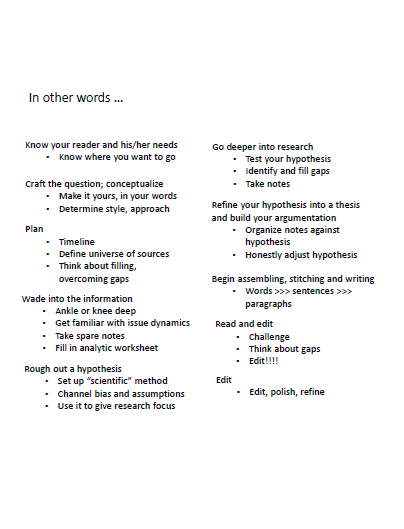 In other words ...
Know your reader and his/her needs
• Know where you want to go
Craft the question; conceptualize
• Make it yours, in your words
• Determine style, approach
Plan
• Timeline
• Define universe of sources
• Think about filling,
overcoming gaps
Wade into the information
• Ankle or knee deep
• Get familiar with issue dynamics
• Take spare notes
• Fill in analytic worksheet
Rough out a hypothesis
• Set up “scientific” method
• Channel bias and assumptions
• Use it to give research focus
Go deeper into research
• Test your hypothesis
• Identify and fill gaps
• Take notes
Refine your hypothesis into a thesis
and build your argumentation
• Organize notes against
hypothesis
• Honestly adjust hypothesis
Begin assembling, stitching and writing
• Words >>> sentences >>>
paragraphs
Read and edit
• Challenge
• Think about gaps
• Edit!!!!
Edit
• Edit, polish, refine